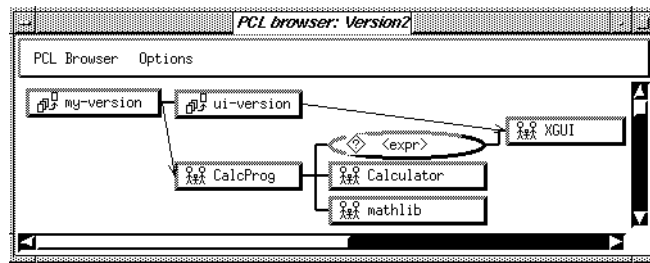 PCL browser: Version2
PCL Browser Options
my-version
ui-version
XGUI
? <expr>
CalcProg
Calculator
mathlib